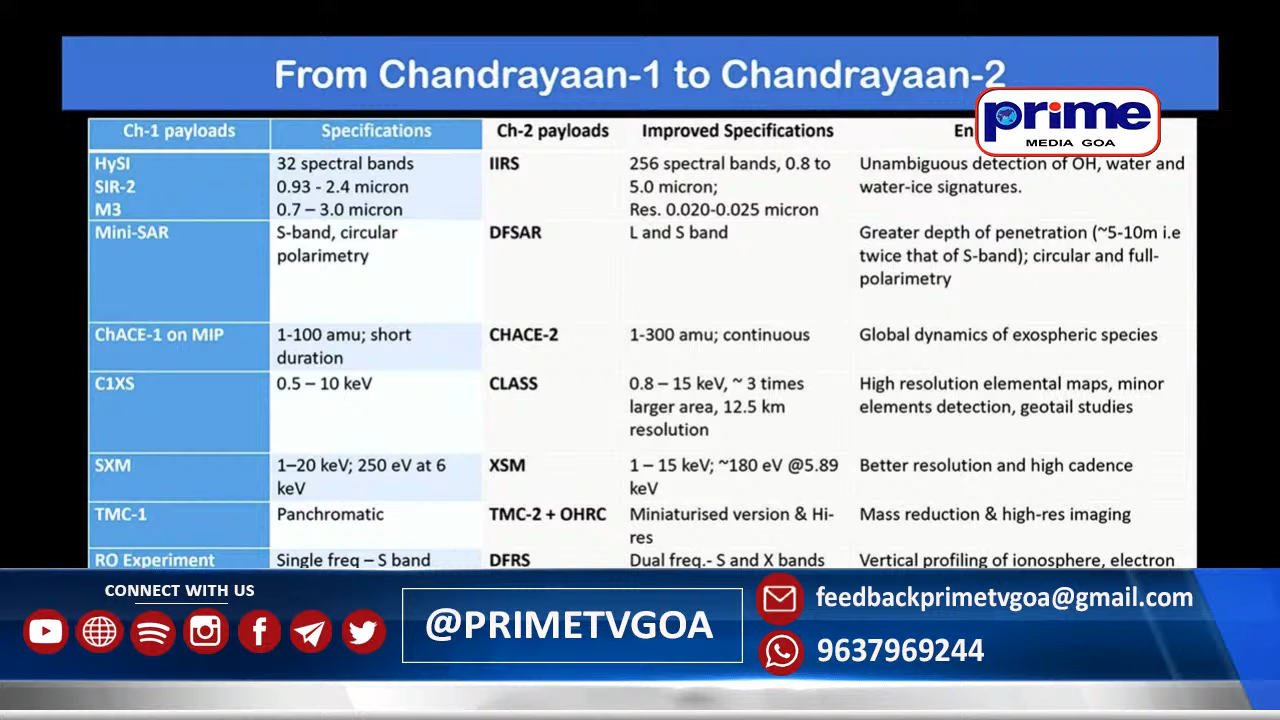 From Chandrayaan-1 to Chandrayaan-2
prime
MEDIA GOA
Ch-1 payloads Specifications Ch-2 payloads Improved Specifications
HySI 32 spectral bands IIRS 256 spectral bands, 0.8 to Unambiguous detection of OH, water and
SIR-2 0.93 - 2.4 micron 5.0 micron; water-ice signatures.
M3 0.7 – 3.0 micron Res. 0.020-0.025 micron
Mini-SAR S-band, circular DFSAR L and S band Greater depth of penetration (~5-10m i.e
polarimetry twice that of S-band); circular and full-
polarimetry
ChACE-1 on MIP 1-100 amu; short CHACE-2 1-300 amu; continuous Global dynamics of exospheric species
duration
C1XS 0.5 – 10 keV CLASS 0.8 – 15 keV, ~ 3 times High resolution elemental maps, minor
larger area, 12.5 km elements detection, geotail studies
resolution
SXM 1–20 keV; 250 eV at 6 XSM 1 – 15 keV; ~180 eV @5.89 Better resolution and high cadence
keV keV
TMC-1 Panchromatic TMC-2 + OHRC Miniaturised version & Hi- Mass reduction & high-res imaging
res
RO Experiment Single freq – S band DFRS Dual freq.- S and X bands Vertical profiling of ionosphere, electron
CONNECT WITH US
@PRIMETVGOA
feedbackprimetvgoa@gmail.com
9637969244